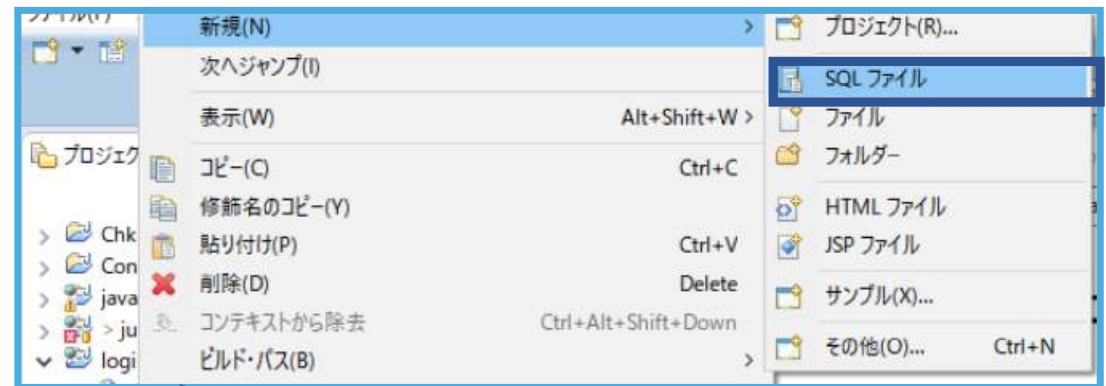 新規(N) >
次へジャンプ(I)
表示(W) Alt+Shift+W >
コピー(C) Ctrl+C
修飾名のコピー(Y)
貼り付け(P) Ctrl+V
削除(D) Delete
コンテキストから除去 Ctrl+Alt+Shift+Down
ビルド・パス(B) >
プロジェクト(R)...
SQL ファイル
ファイル
フォルダー
HTML ファイル
JSP ファイル
サンプル(X)...
その他(O)... Ctrl+N
プロジェク
> Chk
> Con
> java
> > ju
logi